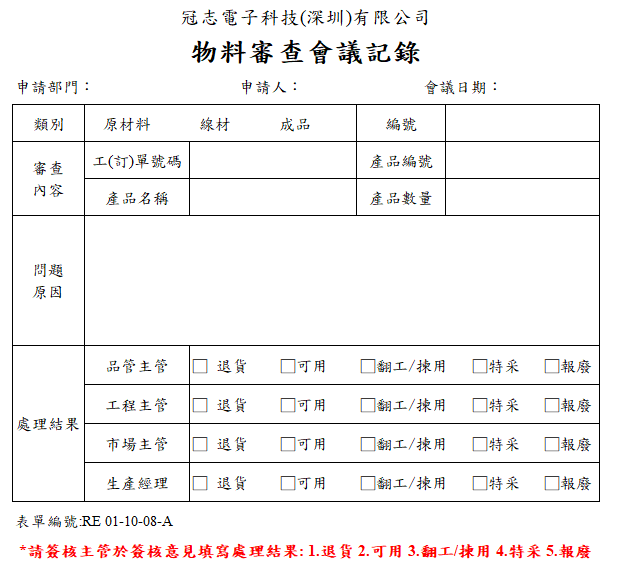 冠志電子科技(深圳)有限公司
物料審查會議記錄
申請部門： 申請人： 會議日期：
類別 原材料 線材 成品 編號
審查內容 工(訂)單號碼 產品編號
產品名稱 產品數量
問題
原因
處理結果
品管主管 □ 退貨 □可用 □翻工/揀用 □特采 □報廢
工程主管 □ 退貨 □可用 □翻工/揀用 □特采 □報廢
市場主管 □ 退貨 □可用 □翻工/揀用 □特采 □報廢
生產經理 □ 退貨 □可用 □翻工/揀用 □特采 □報廢
表單編號:RE 01-10-08-A
*請簽核主管於簽核意見填寫處理結果: 1.退貨 2.可用 3.翻工/揀用 4.特采 5.報廢